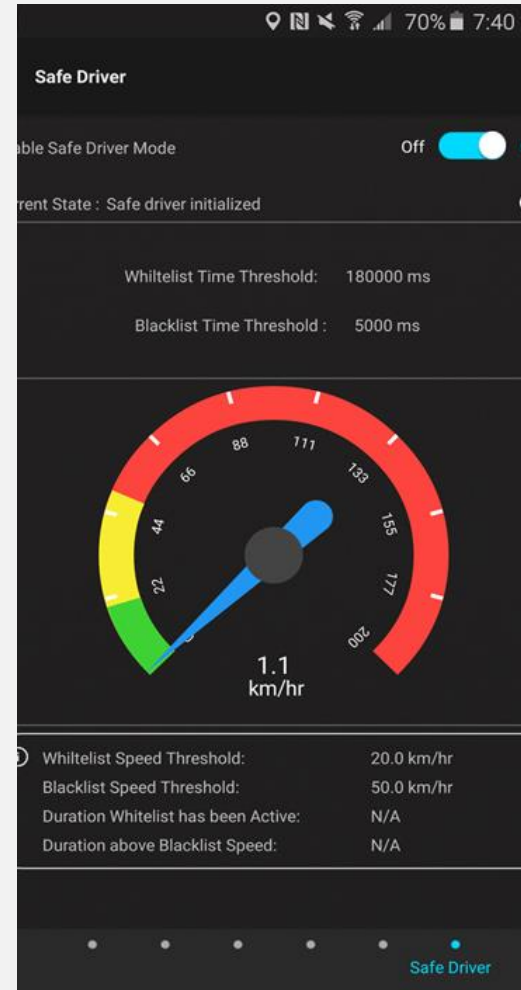 70% 7:40
Safe Driver
able Safe Driver Mode Off
rrent State : Safe driver initialized
Whiltelist Time Threshold: 180000 ms
Blacklist Time Threshold : 5000 ms
22
44
66
88
111
133
155
177
200
1.1
km/hr
Whiltelist Speed Threshold: 20.0 km/hr
Blacklist Speed Threshold: 50.0 km/hr
Duration Whitelist has been Active: N/A
Duration above Blacklist Speed: N/A
Safe Driver